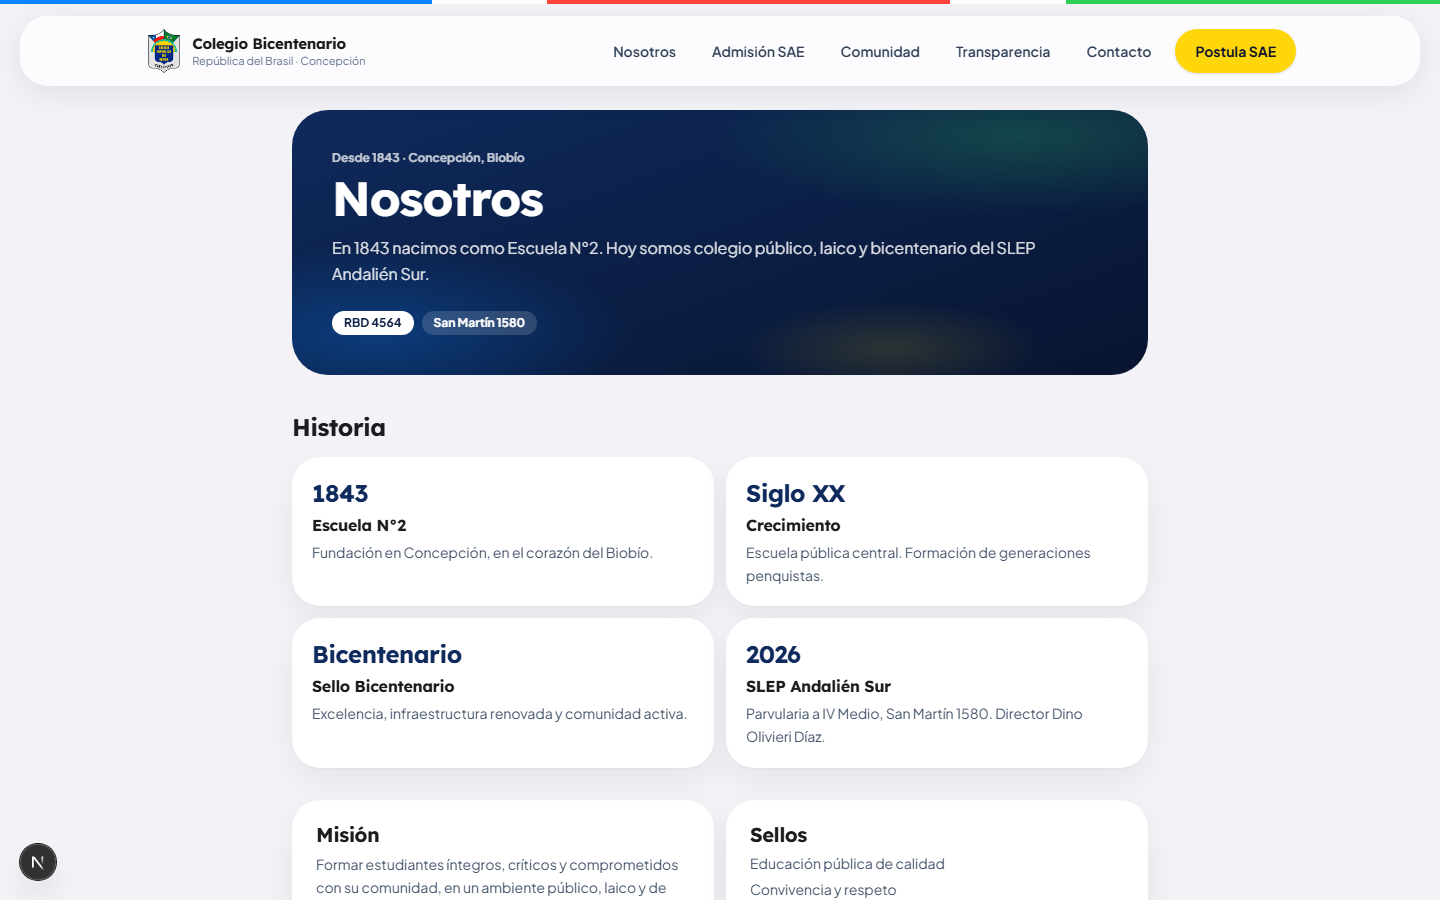 Colegio Bicentenario
República del Brasil · Concepción
Nosotros
Admisión SAE
Comunidad
Transparencia
Contacto
Postula SAE
Desde 1843 · Concepción, BIobío
Nosotros
En 1843 nacimos como Escuela N°2. Hoy somos colegio público, laico y bicentenario del SLEP
Andalién Sur.
RBD 4564
San Martín 1580
Historia
1843
Escuela N°2
Fundación en Concepción, en el corazón del Biobío.
Siglo XX
Crecimiento
Escuela pública central. Formación de generaciones
penquistas.
Bicentenario
Sello Bicentenario
Excelencia, infraestructura renovada y comunidad activa.
2026
SLEP Andalién Sur
Parvularia a IV Medio, San Martín 1580. Director Dino
Olivieri Díaz.
Misión
Formar estudiantes íntegros, críticos y comprometidos
con su comunidad, en un ambiente público, laico y de
Sellos
Educación pública de calidad
Convivencia y respeto
N